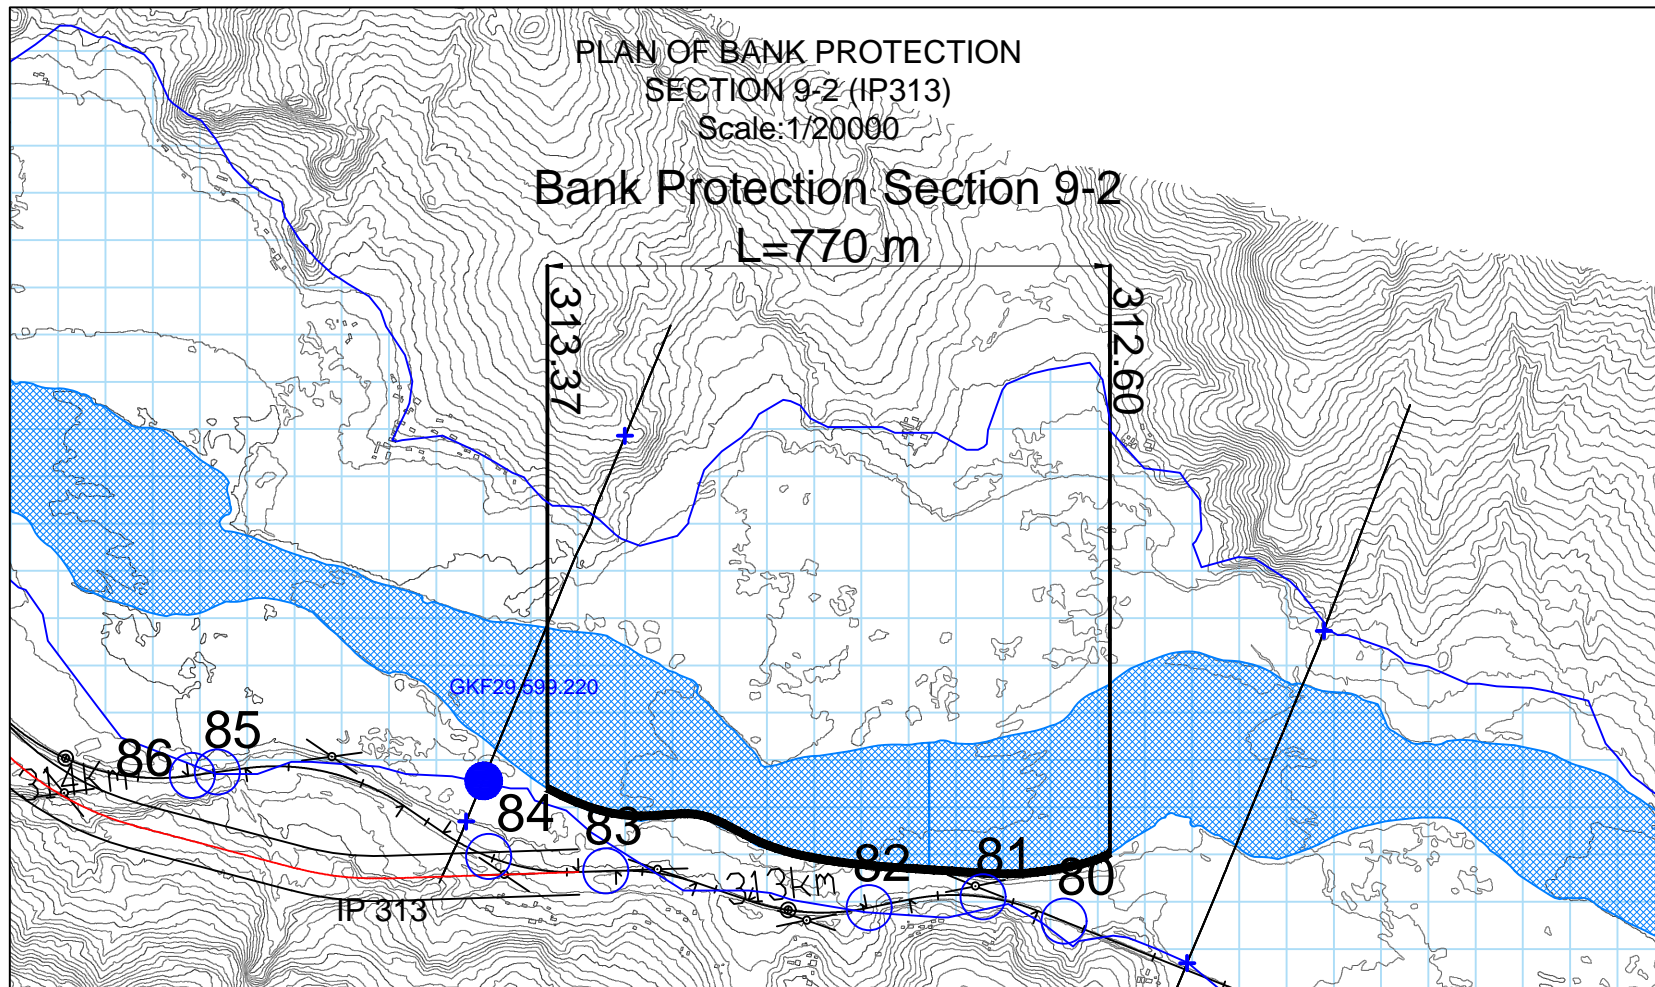 PLAN OF BANK PROTECTION
SECTION 9-2 (IP313)
Scale:1/20000
Bank Protection Section 9-2
L=770 m
313.37
312.60
GKF29,599.220
85
86
314km
84
83
82
81
80
313km
IP 313